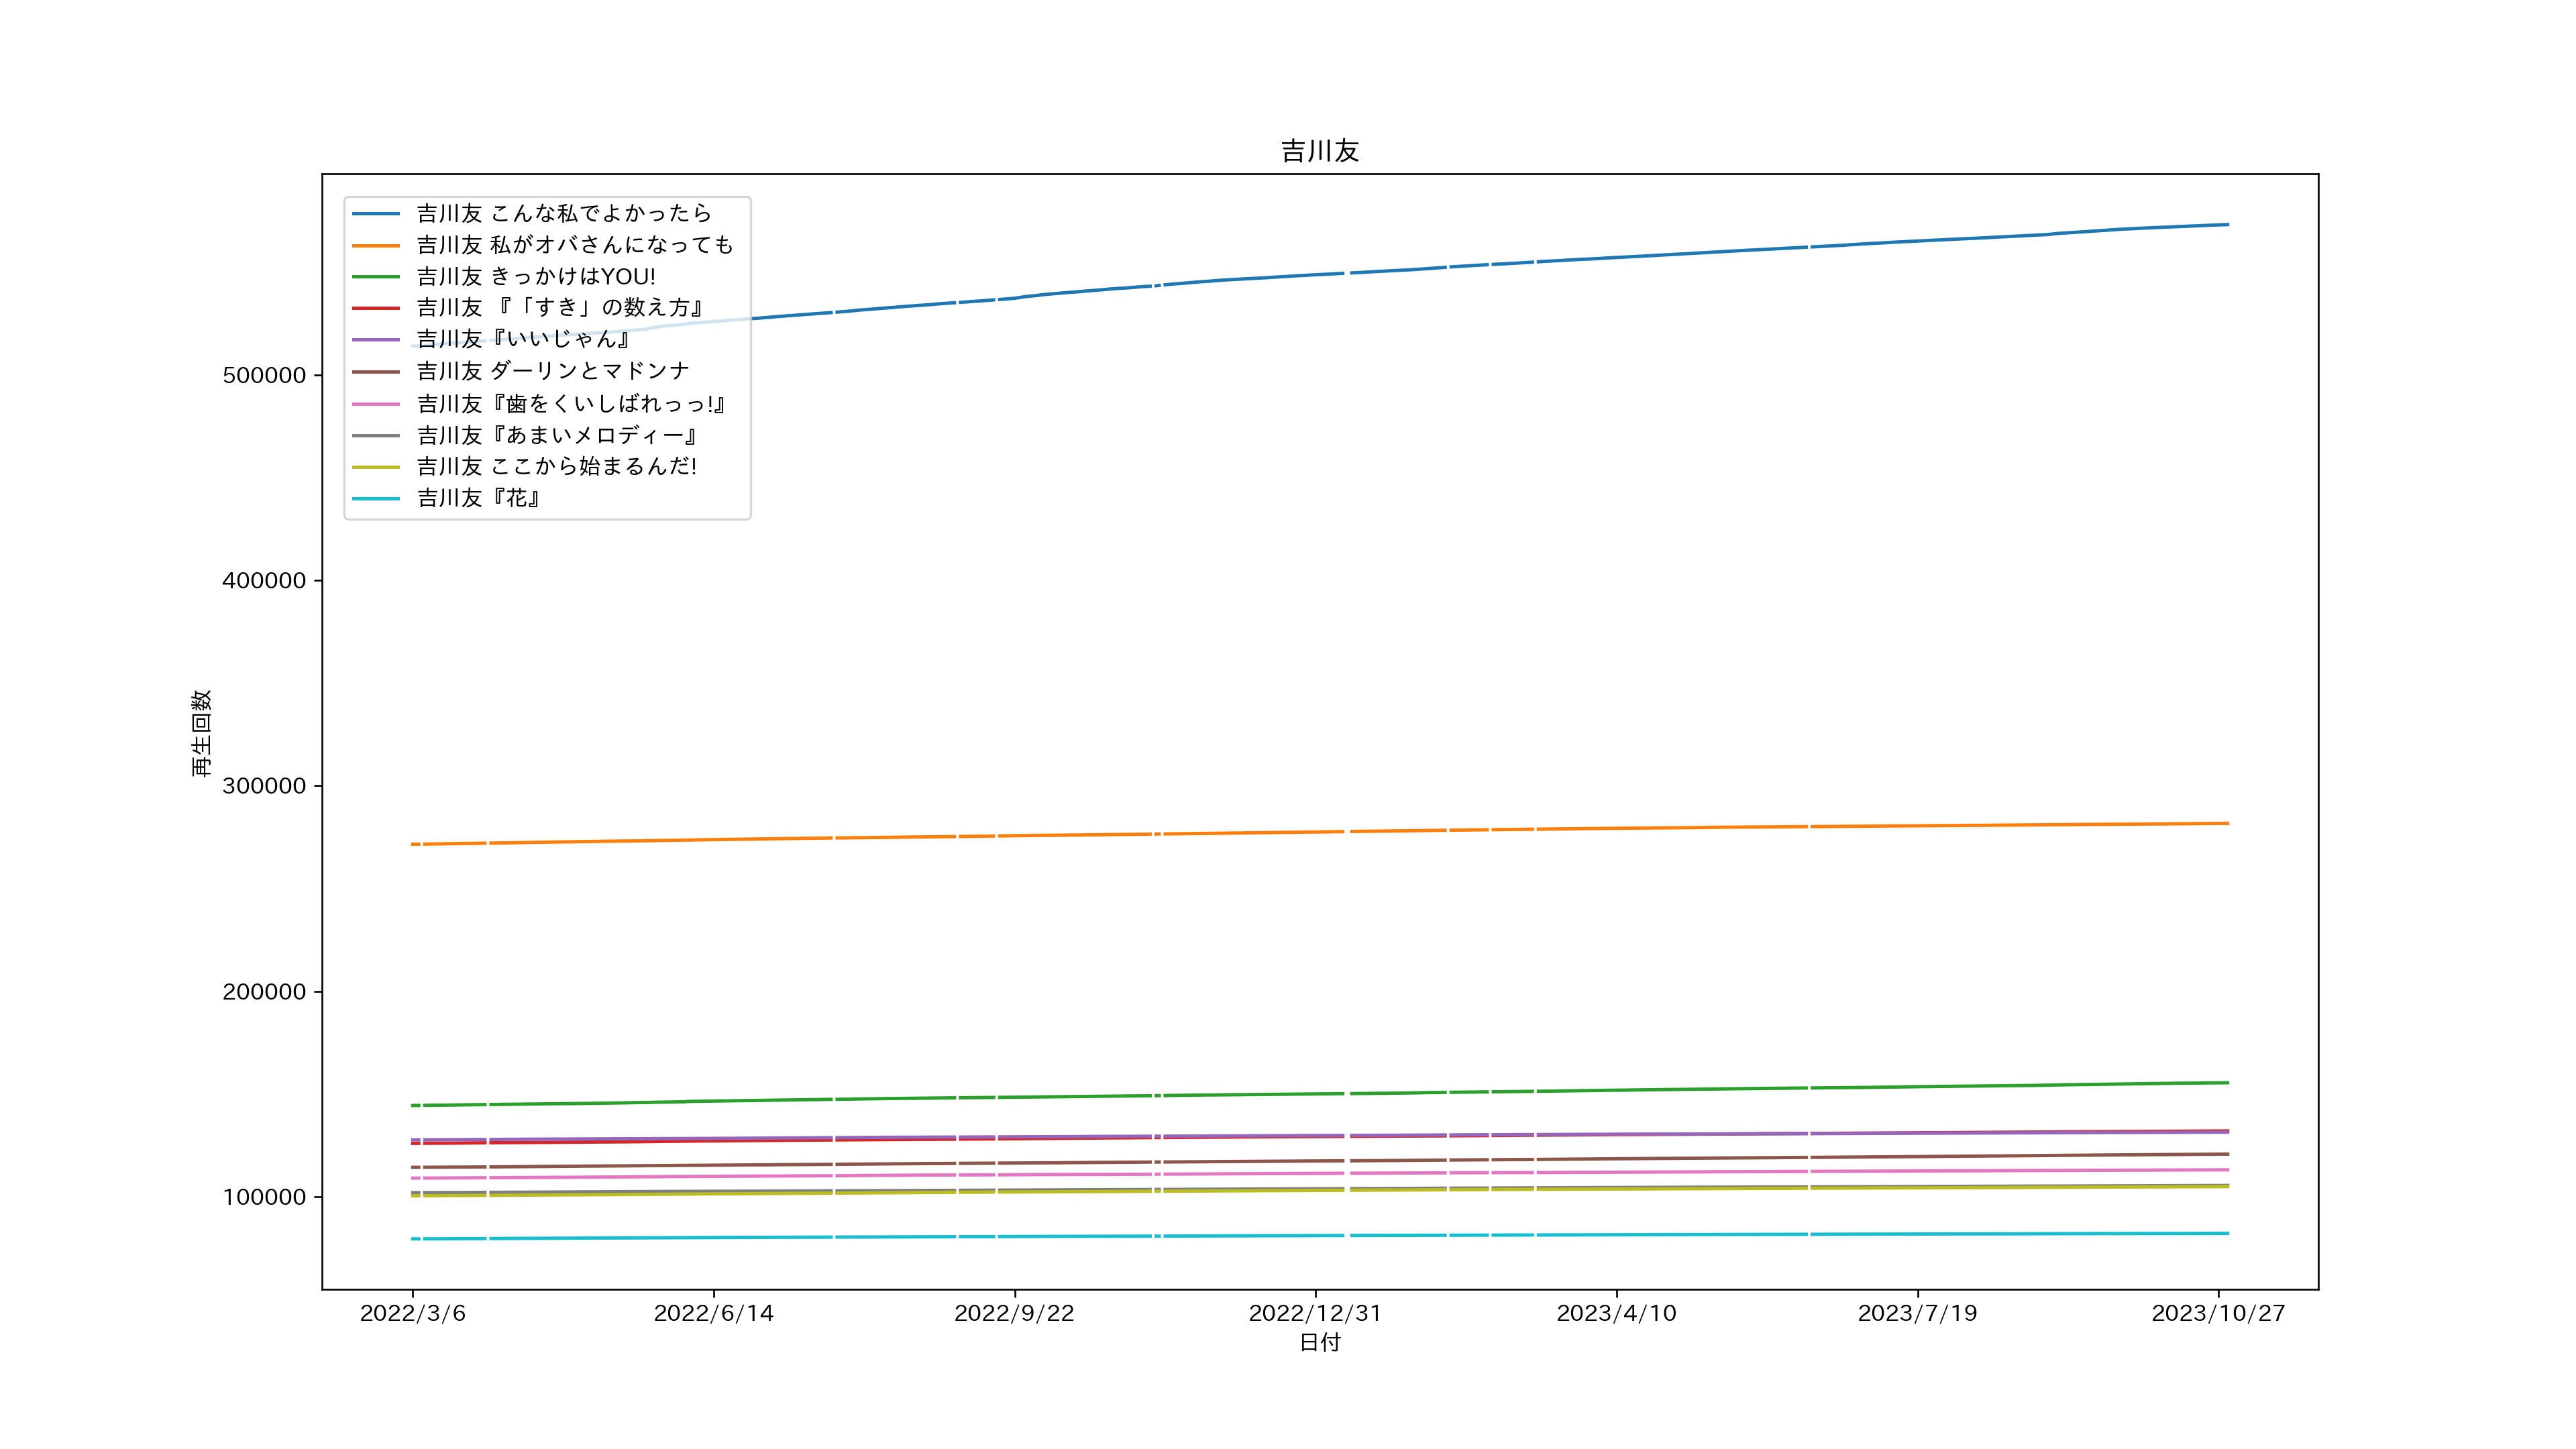 吉川友
吉川友 こんな私でよかったら
吉川友 私がオバさんになっても
吉川友 きっかけはYOU!
吉川友 『「すき」の数え方』
吉川友『いいじゃん』
吉川友 ダーリンとマドンナ
吉川友『歯をくいしばれっっ!』
吉川友『あまいメロディー』
吉川友 ここから始まるんだ!
吉川友『花』
再生回数
500000
400000
300000
200000
100000
2022/3/6 2022/6/14 2022/9/22 2022/12/31 2023/4/10 2023/7/19 2023/10/27
日付